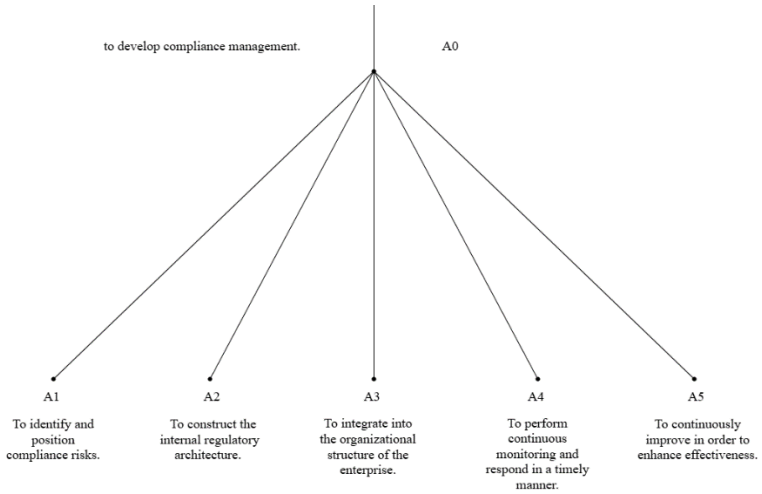 to develop compliance management.
A0
A1
A2
A3
A4
A5
To identify and
position
compliance risks.
To construct the
internal regulatory
architecture.
To integrate into
the organizational
structure of the
enterprise.
To perform
continuous
monitoring and
respond in a timely
manner.
To continuously
improve in order to
enhance effectiveness.